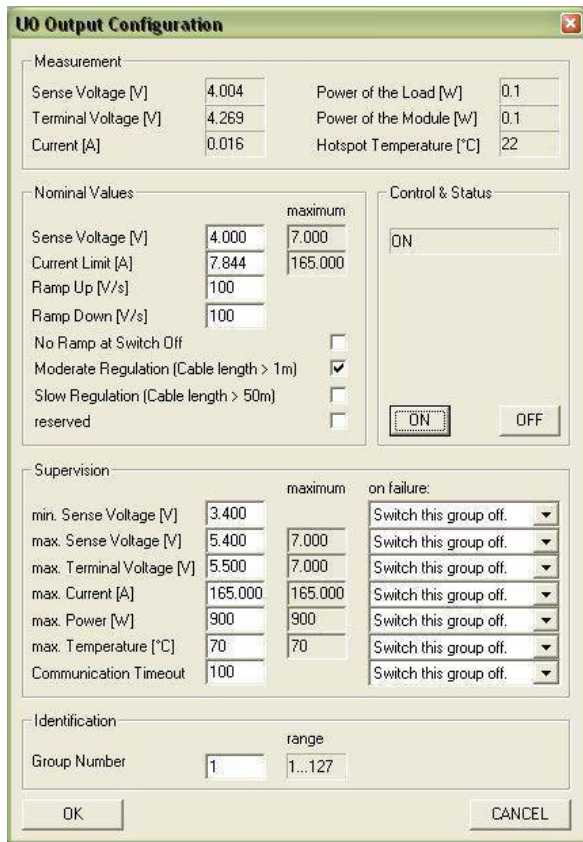 U0 Output Configuration
Measurement
Sense Voltage [V] 4.004 Power of the Load [W] 0.1
Terminal Voltage [V] 4.269 Power of the Module [W] 0.1
Current [A] 0.016 Hotspot Temperature [°C] 22
Nominal Values
maximum
Sense Voltage [V] 4.000 7.000
Current Limit [A] 7.844 165.000
Ramp Up [V/s] 100
Ramp Down [V/s] 100
No Ramp at Switch Off
Moderate Regulation (Cable length > 1m)
Slow Regulation (Cable length > 50m)
reserved
Control & Status
ON
ON OFF
Supervision
maximum on failure:
min. Sense Voltage [V] 3.400 Switch this group off.
max. Sense Voltage [V] 5.400 7.000 Switch this group off.
max. Terminal Voltage [V] 5.500 7.000 Switch this group off.
max. Current [A] 165.000 165.000 Switch this group off.
max. Power [W] 900 900 Switch this group off.
max. Temperature [°C] 70 70 Switch this group off.
Communication Timeout 100 Switch this group off.
Identification
range
Group Number 1 1...127
OK CANCEL